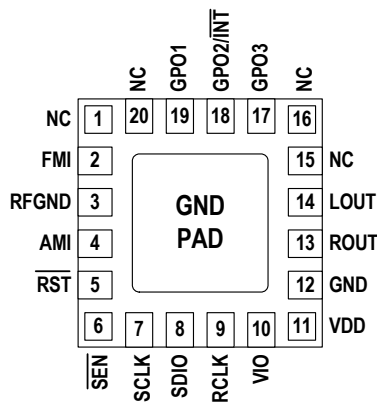 NC
GPO1
GPO2/INT
GPO3
NC
20
19
18
17
NC
1
16
FMI
2
15
NC
RFGND
3
GND
PAD
14
LOUT
AMI
4
13
ROUT
RST
5
12
GND
6
7
8
9
10
11
VDD
SEN
SCLK
SDIO
RCLK
VIO